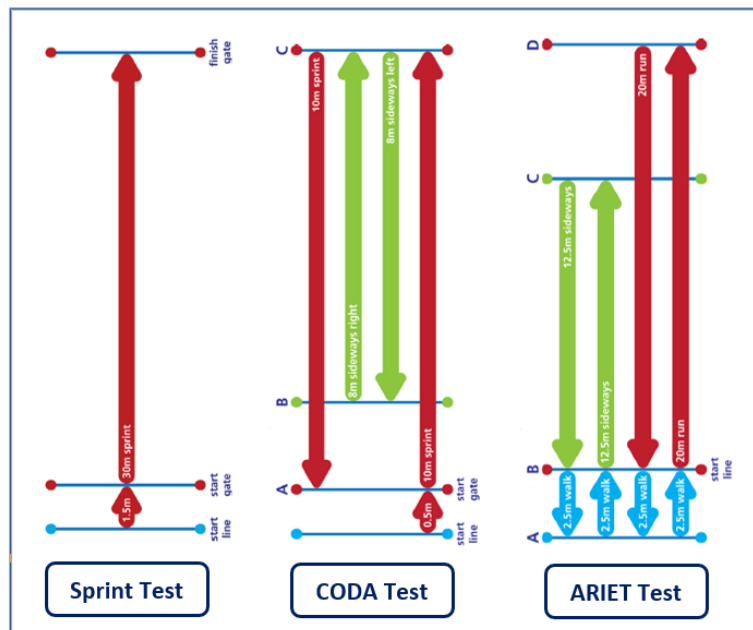 finish
gate
30m sprint
start
gate
1.5m
start
line
Sprint Test
C
10m sprint
8m sideways right
8m sideways left
10m sprint
B
A
start
gate
0.5m
start
line
CODA Test
D
20m run
C
12.5m sideways
12.5m sideways
20m run
B
start
line
2.5m walk
2.5m walk
2.5m walk
2.5m walk
A
ARIET Test